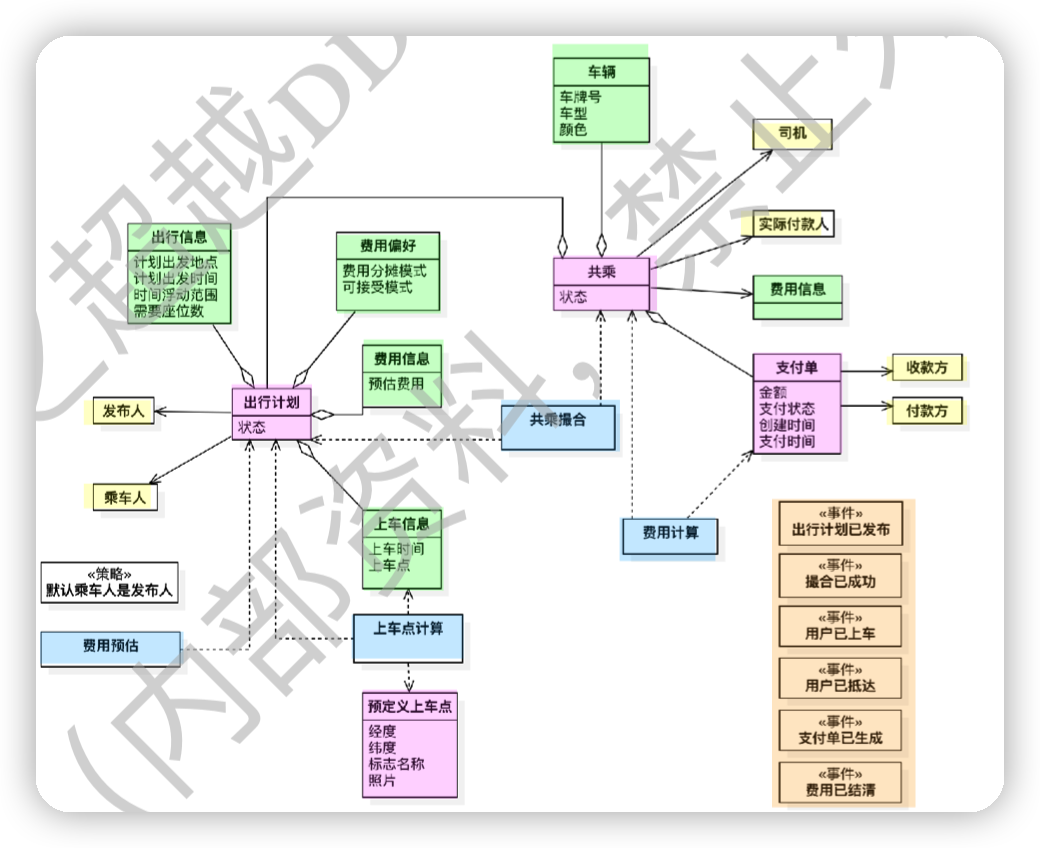 车辆
车牌号
车型
颜色
司机
实际付款人
出行信息
计划出发地点
计划出发时间
时间浮动范围
需要座位数
费用偏好
费用分摊模式
可接受模式
共乘
状态
费用信息
费用信息
预估费用
支付单
金额
支付状态
创建时间
支付时间
收款方
付款方
发布人
出行计划
状态
共乘撮合
乘车人
上车信息
上车时间
上车点
费用计算
«策略»
默认乘车人是发布人
费用预估
上车点计算
预定义上车点
经度
纬度
标志名称
照片
«事件»
出行计划已发布
«事件»
撮合已成功
«事件»
用户已上车
«事件»
用户已抵达
«事件»
支付单已生成
«事件»
费用已结清
(超越DD
(内部资料，禁止